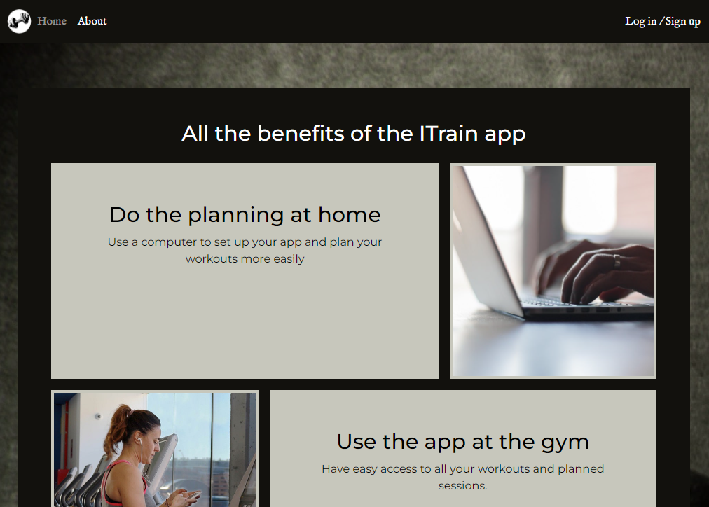 Home About Log in /Sign up
All the benefits of the ITrain app
Do the planning at home
Use a computer to set up your app and plan your
workouts more easily
Use the app at the gym
Have easy access to all your workouts and planned
sessions.